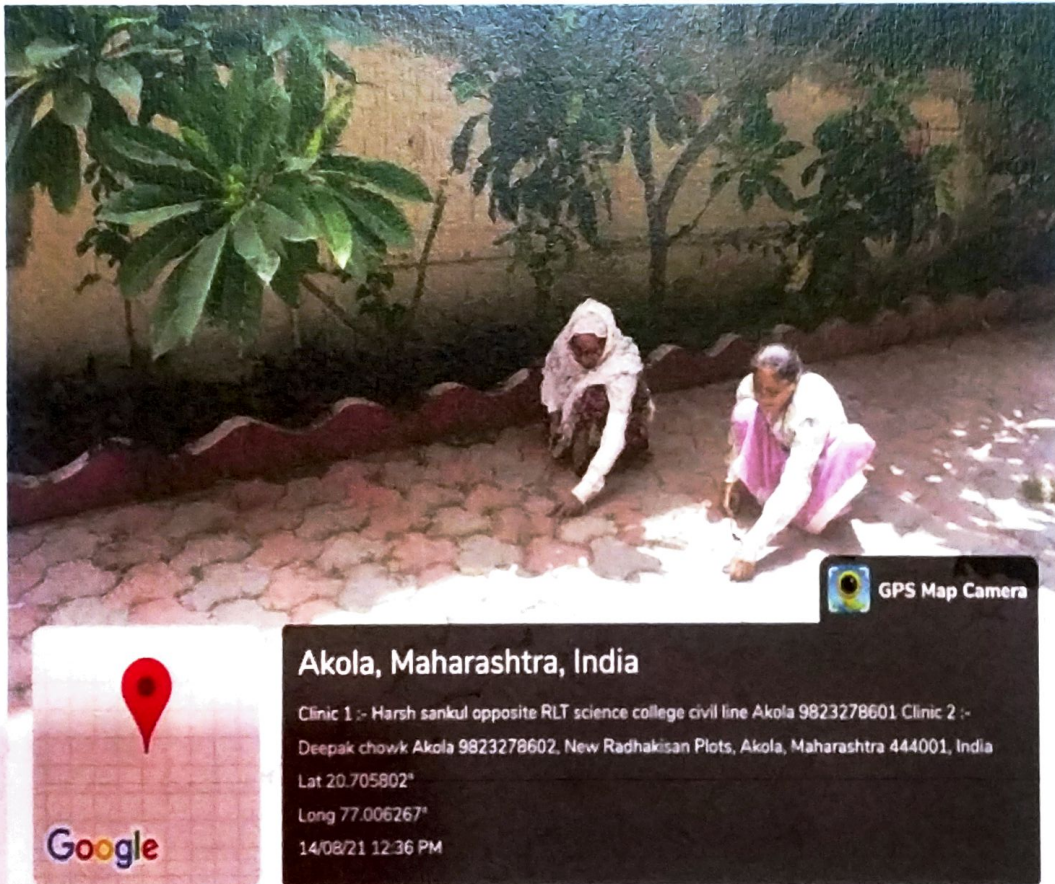 GPS Map Camera
Akola, Maharashtra, India
Clinic 1 :- Harsh sankul opposite RLT science college civil line Akola 9823278601 Clinic 2 :-
Deepak chowk Akola 9823278602, New Radhakisan Plots, Akola, Maharashtra 444001, India
Lat 20.705802°
Long 77.006267°
14/08/21 12:36 PM
Google